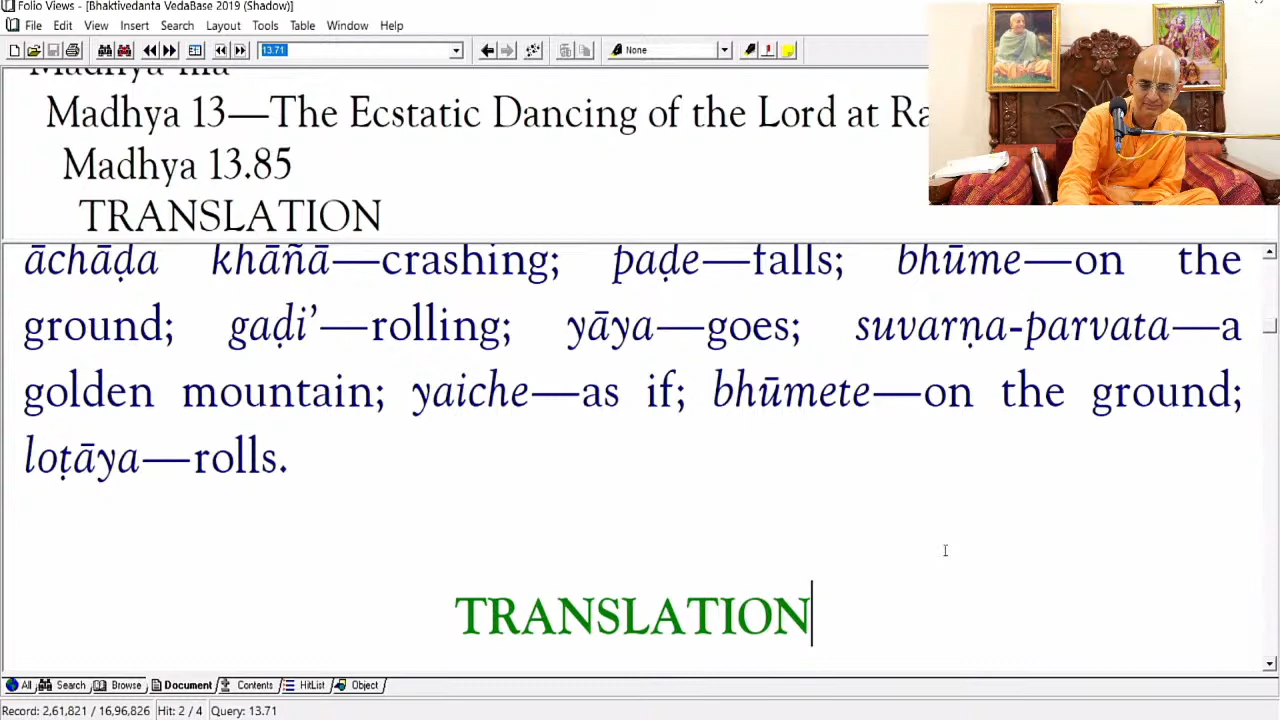 Folio Views - [Bhaktivedanta VedaBase 2019 (Shadow)]
File Edit View Insert Search Layout Tools Table Window Help
13.71 None
Madhya 13—The Ecstatic Dancing of the Lord at
Madhya 13.85
TRANSLATION
āchāḍa khāñā—crashing; paḍe—falls; bhūme—on the
ground; gaḍi’—rolling; yāya—goes; suvarṇa-parvata—a
golden mountain; yaiche—as if; bhūmete—on the ground;
loṭāya—rolls.
TRANSLATION
All Search Browse Document Contents HitList Object
Record: 2,61,821 / 16,96,826 Hit: 2 / 4 Query: 13.71